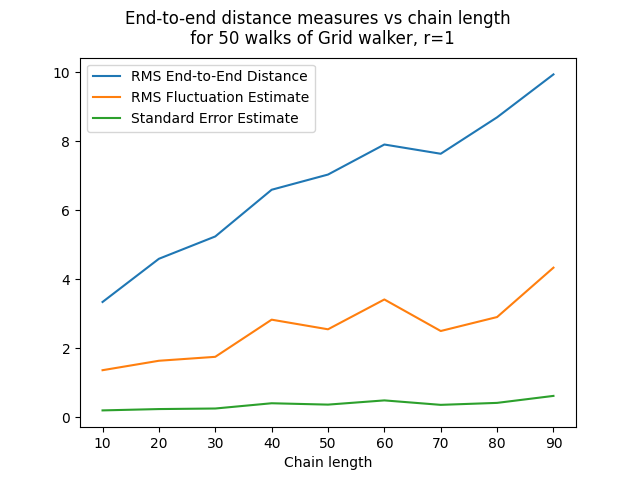 End-to-end distance measures vs chain length
for 50 walks of Grid walker, r=1
RMS End-to-End Distance
RMS Fluctuation Estimate
Standard Error Estimate
10
8
6
4
2
0
10 20 30 40 50 60 70 80 90
Chain length